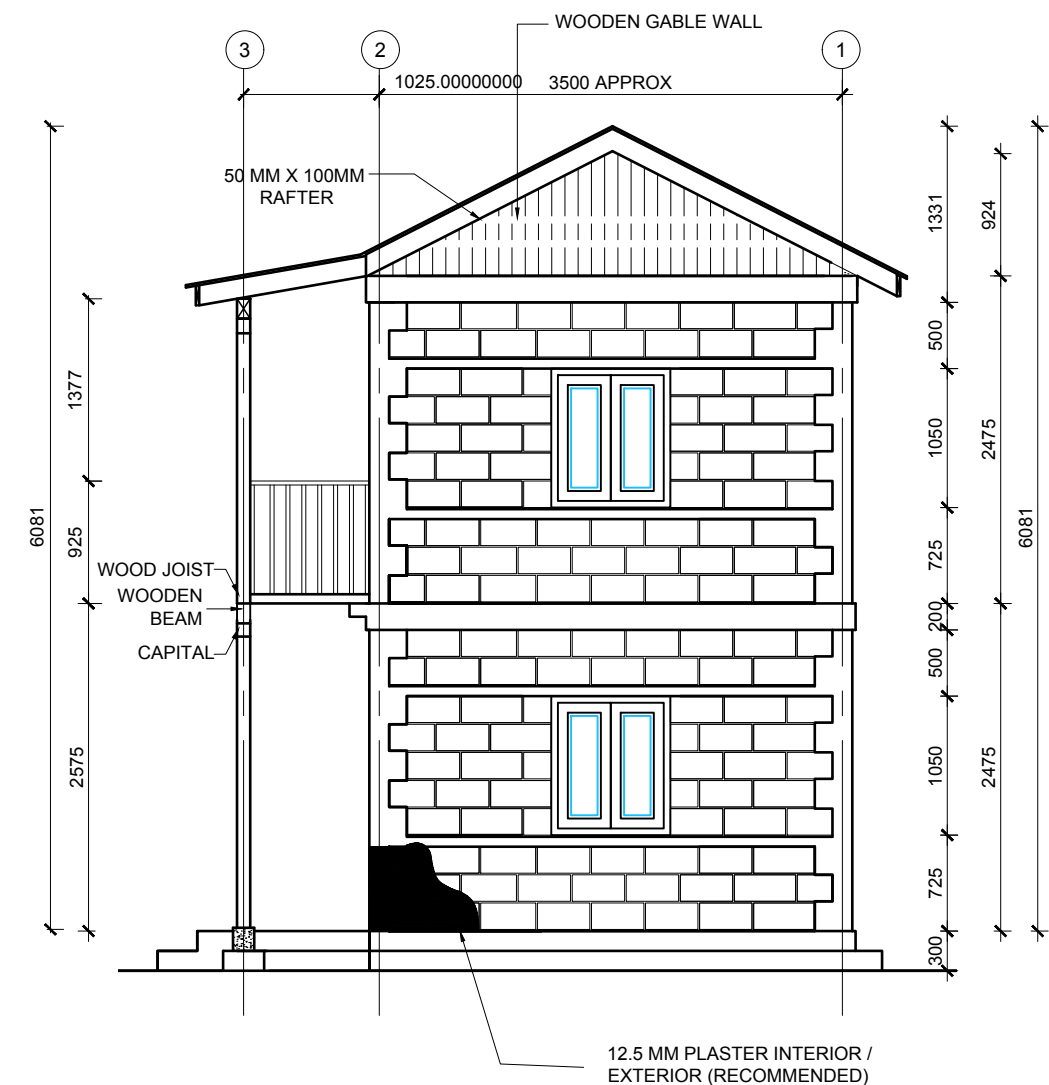 WOODEN GABLE WALL
3
2
1
1025.00000000
3500 APPROX
50 MM X 100MM
RAFTER
1331
924
500
1377
1050
2475
6081
6081
925
725
WOOD JOIST
WOODEN
BEAM
CAPITAL
200
500
2575
1050
2475
725
300
12.5 MM PLASTER INTERIOR /
EXTERIOR (RECOMMENDED)